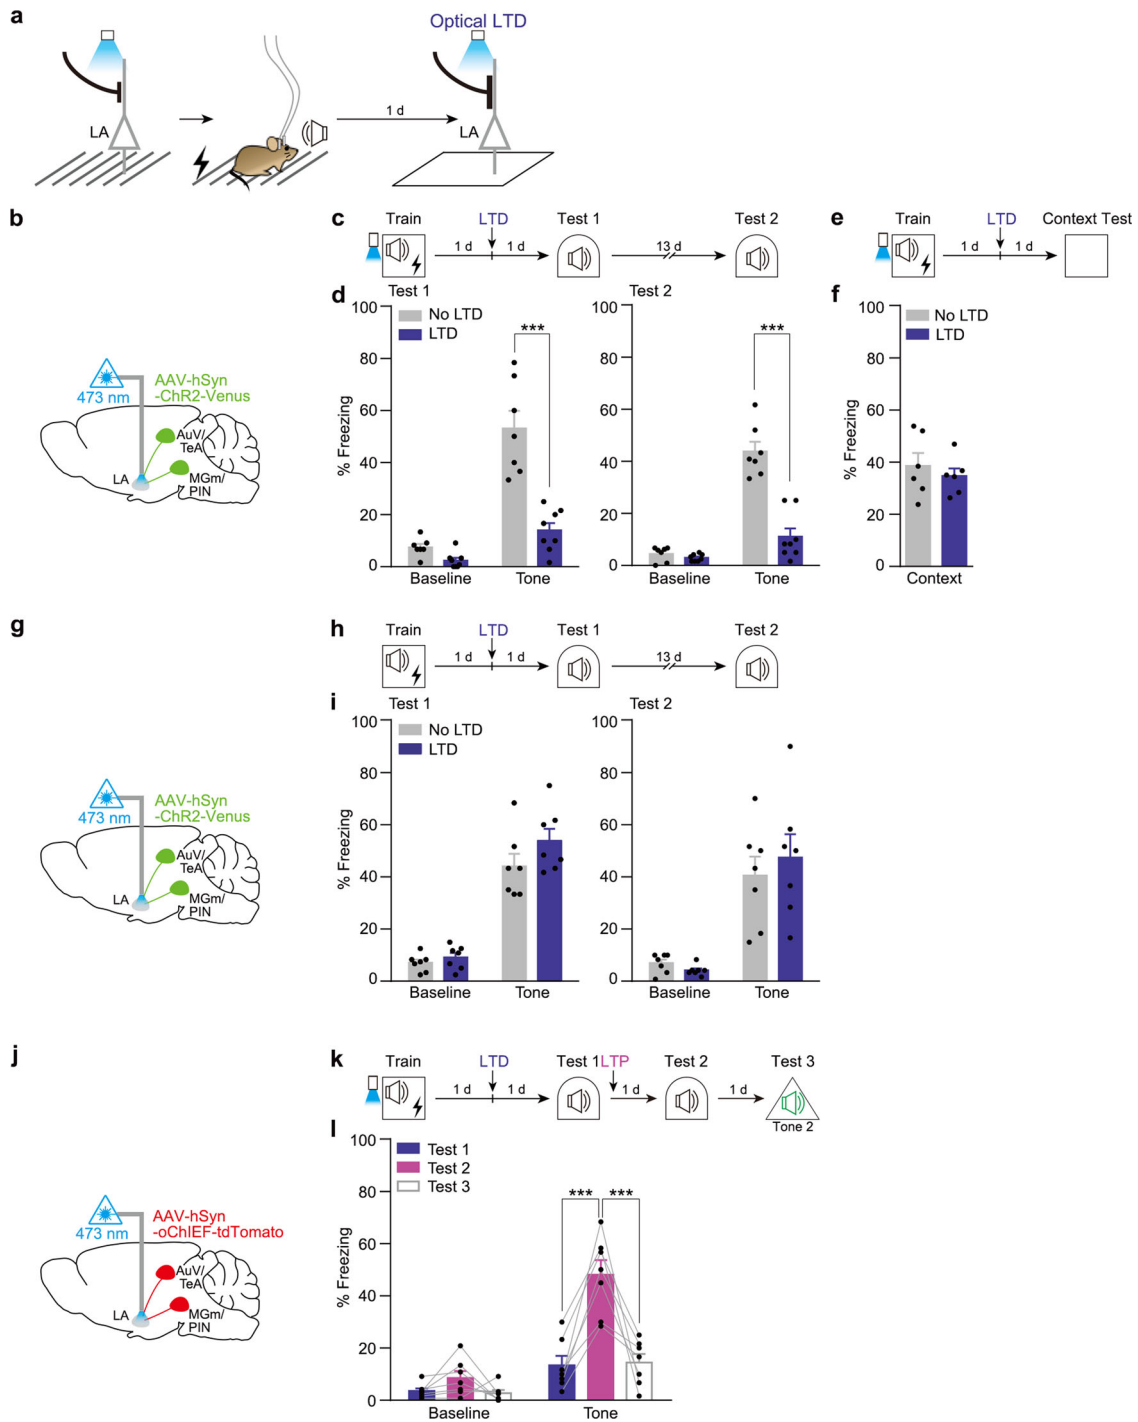 a
Optical LTD
LA
1 d
LA
b
473 nm
AAV-hSyn
-ChR2-Venus
AuV/
TeA
LA
MGm/
PIN
c
Train
LTD
Test 1
Test 2
1 d
1 d
13 d
d
Test 1
No LTD
LTD
% Freezing
100
80
60
40
20
0
***
Baseline
Tone
Test 2
100
80
60
40
20
0
***
Baseline
Tone
e
Train
LTD
Context Test
1 d
1 d
f
No LTD
LTD
% Freezing
100
80
60
40
20
0
Context
g
473 nm
AAV-hSyn
-ChR2-Venus
AuV/
TeA
LA
MGm/
PIN
h
Train
LTD
Test 1
Test 2
1 d
1 d
13 d
i
Test 1
No LTD
LTD
% Freezing
100
80
60
40
20
0
Baseline
Tone
Test 2
100
80
60
40
20
0
Baseline
Tone
j
473 nm
AAV-hSyn
-oChIEF-tdTomato
AuV/
TeA
LA
MGm/
PIN
k
Train
LTD
Test 1
LTP
Test 2
Test 3
1 d
1 d
1 d
1 d
Tone 2
l
Test 1
Test 2
Test 3
% Freezing
100
80
60
40
20
0
***
***
Baseline
Tone